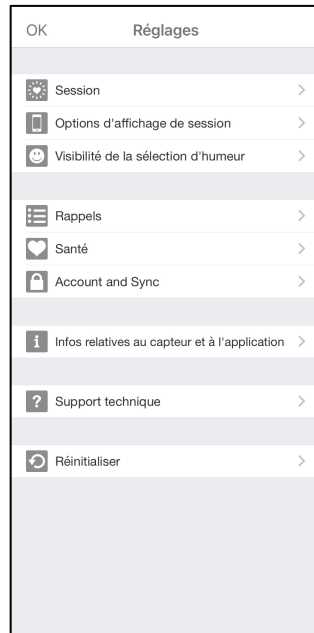 OK Réglages
Session
Options d'affichage de session
Visibilité de la sélection d'humeur
Rappels
Santé
Account and Sync
Infos relatives au capteur et à l'application
Support technique
Réinitialiser